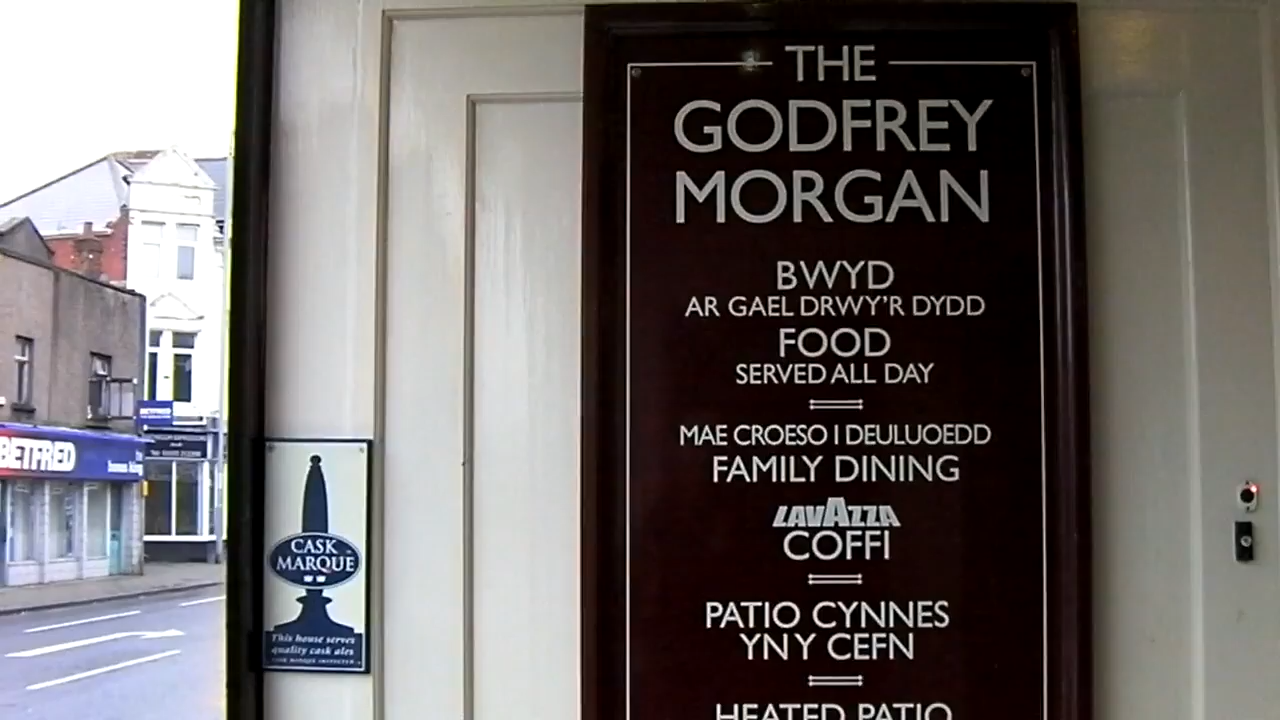 THE
GODFREY
MORGAN
BWYD
AR GAEL DRWY'R DYDD
FOOD
SERVED ALL DAY
MAE CROESO I DEULUOEDD
FAMILY DINING
LAVAZZA
COFFI
PATIO CYNNES
YN Y CEFN
HEATED PATIO
CASK
MARQUE
This house serves
quality cask ales
BETFRED
BETFRED